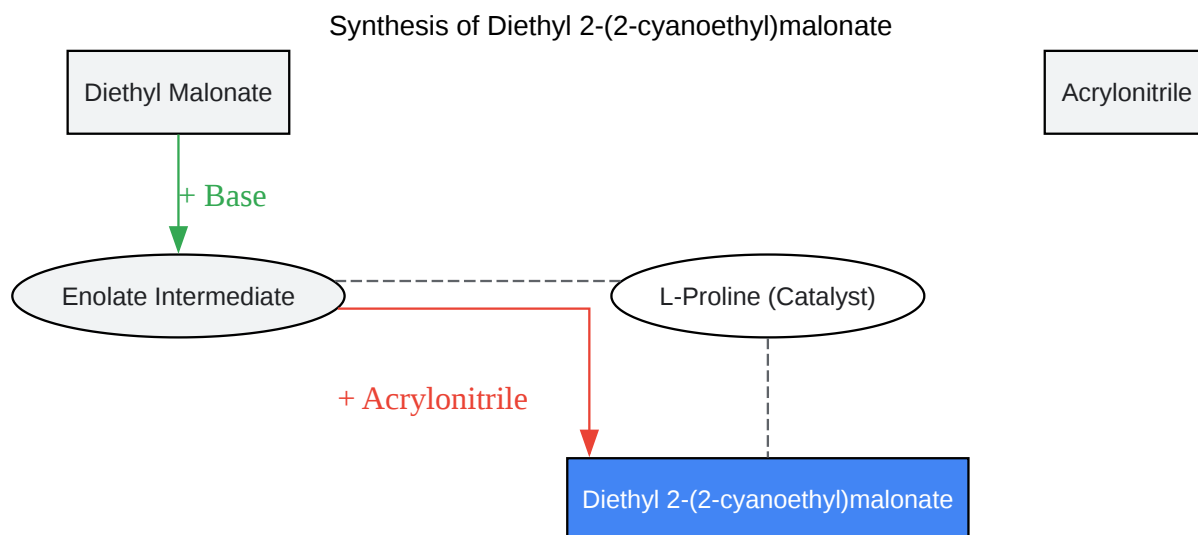 Synthesis of Diethyl 2-(2-cyanoethyl)malonate
Diethyl Malonate
Acrylonitrile
+ Base
Enolate Intermediate
L-Proline (Catalyst)
+ Acrylonitrile
Diethyl 2-(2-cyanoethyl)malonate